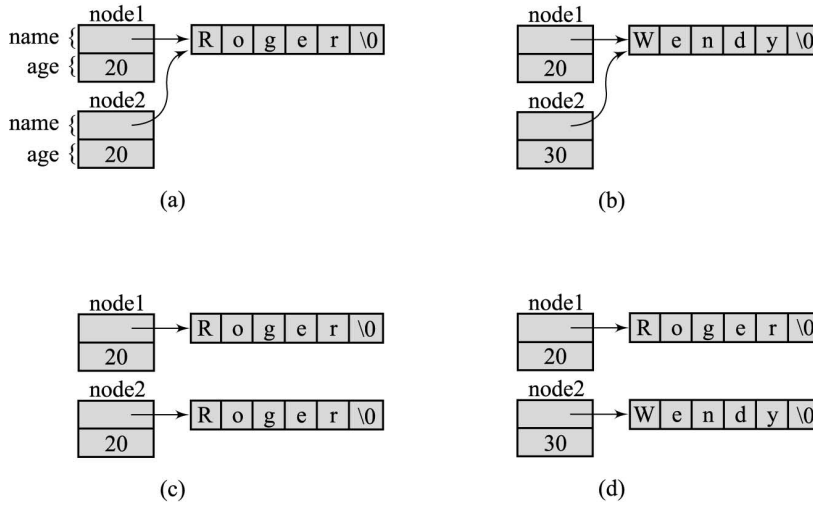 node1
name { R o g e r \0
age { 20
node2
name {
age { 20
(a)
node1
W e n d y \0
20
node2
30
(b)
node1
R o g e r \0
20
node2
R o g e r \0
20
(c)
node1
R o g e r \0
20
node2
W e n d y \0
30
(d)